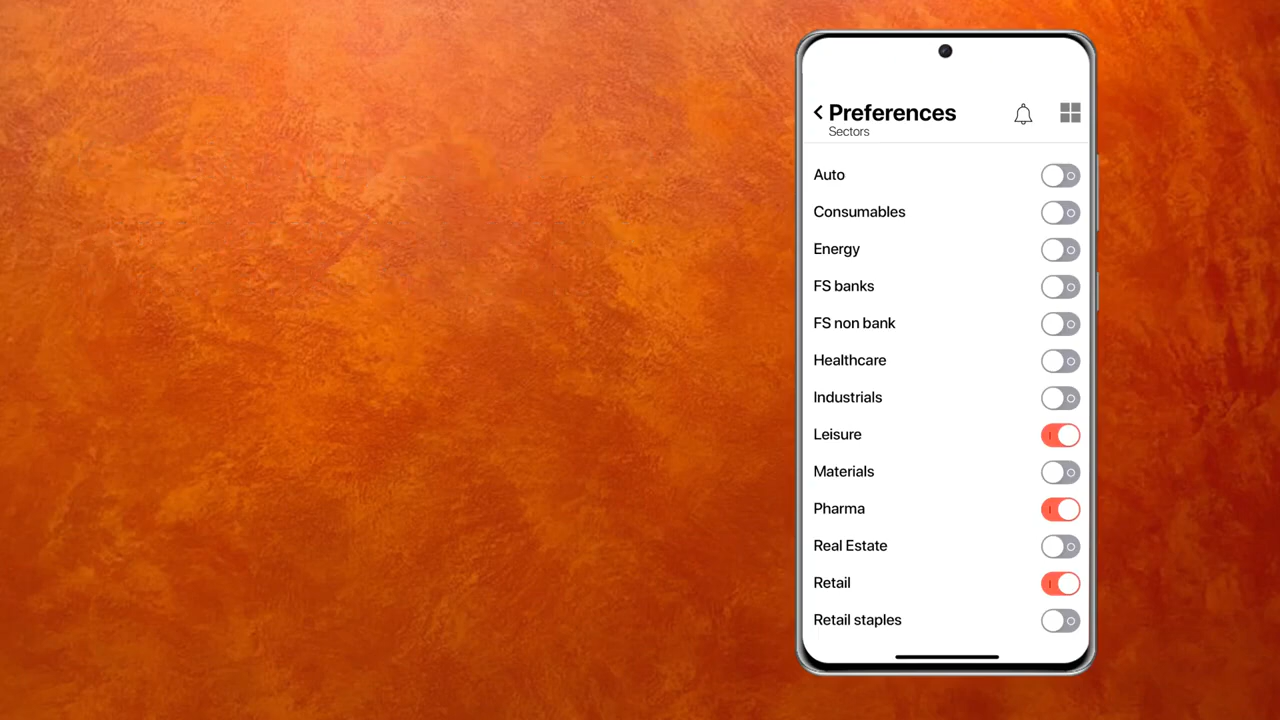 Preferences
Sectors
Auto
Consumables
Energy
FS banks
FS non bank
Healthcare
Industrials
Leisure
Materials
Pharma
Real Estate
Retail
Retail staples